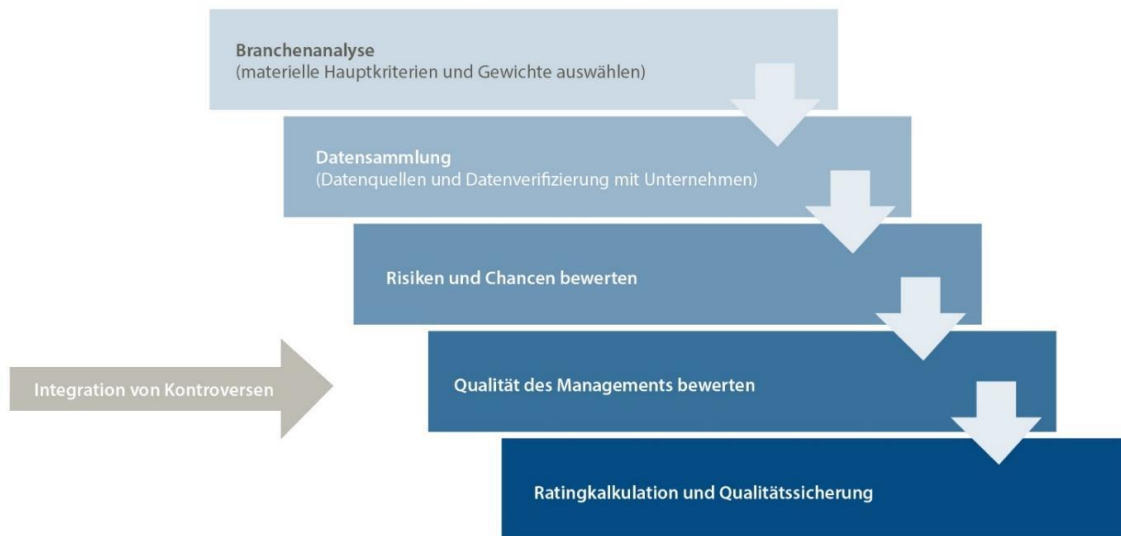 Branchenanalyse
(materielle Hauptkriterien und Gewichte auswählen)
Datensammlung
(Datenquellen und Datenverifizierung mit Unternehmen)
Risiken und Chancen bewerten
Integration von Kontroversen
Qualität des Managements bewerten
Ratingkalkulation und Qualitätssicherung